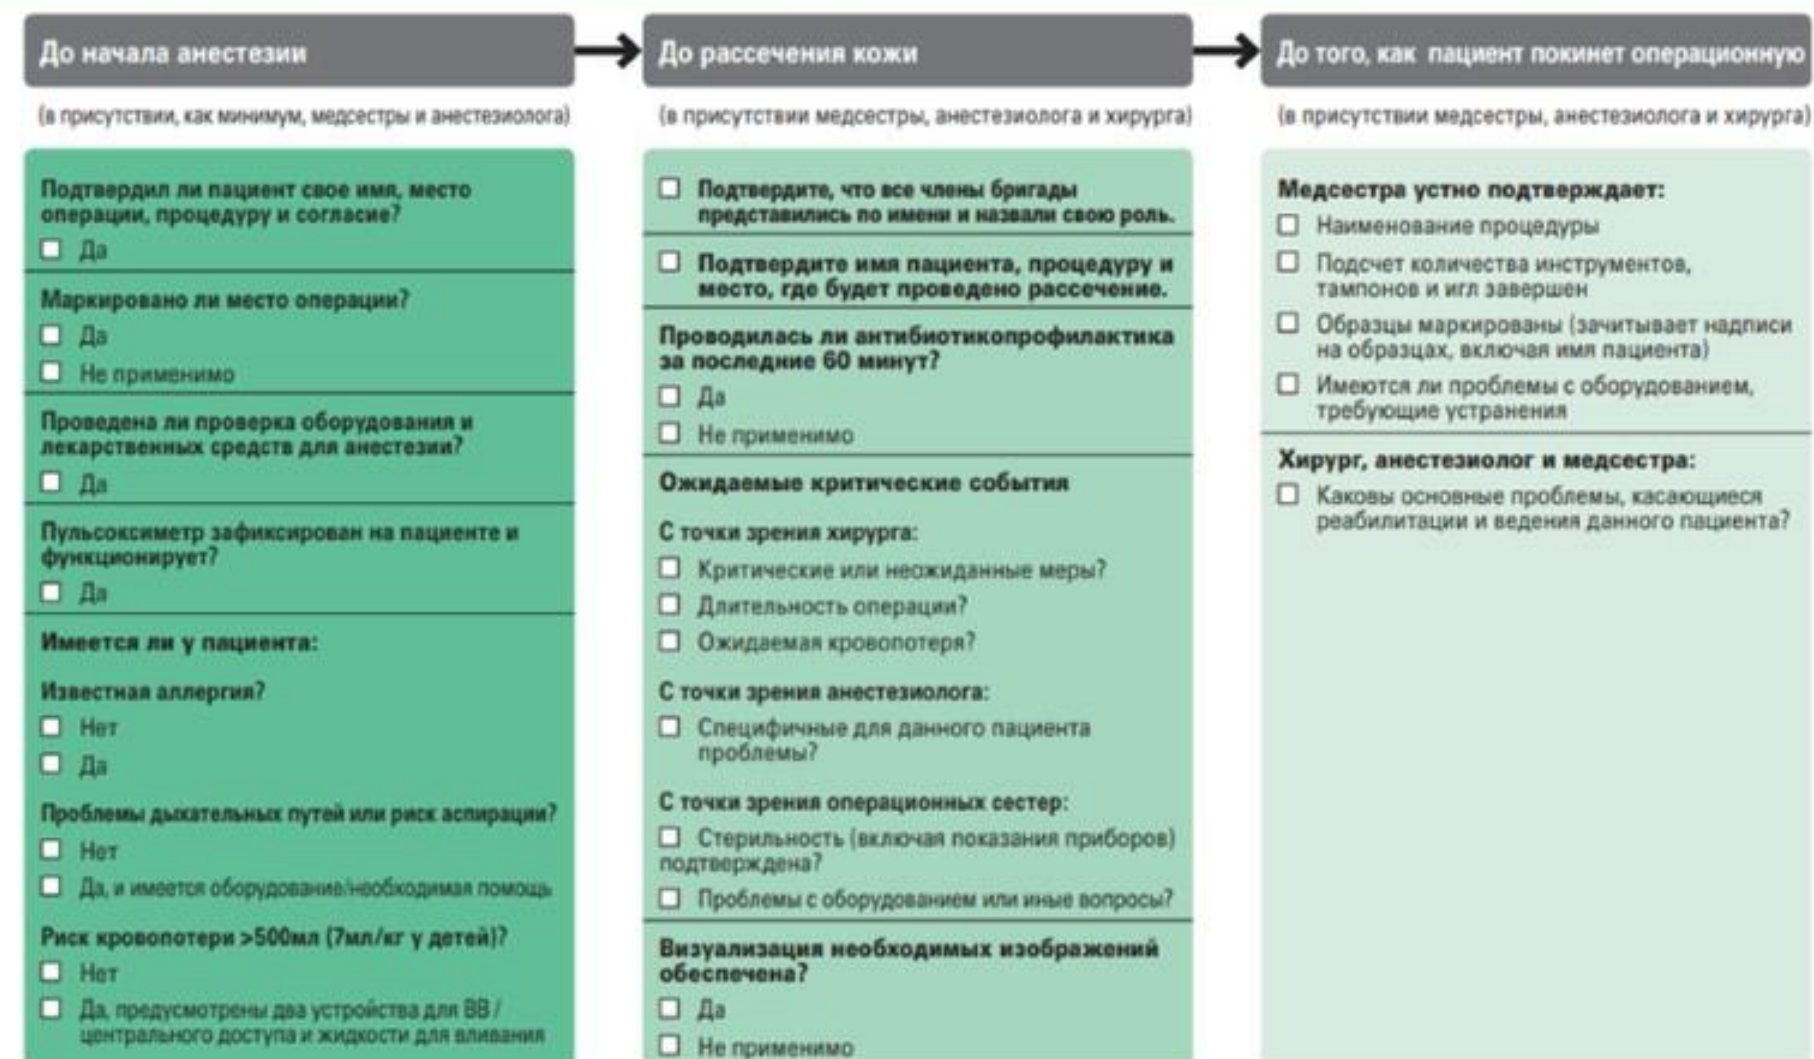 До начала анестезии
(в присутствии, как минимум, медсестры и анестезиолога)
Подтвердил ли пациент свое имя, место
операции, процедуру и согласие?
Да
Маркировано ли место операции?
Да
Не применимо
Проведена ли проверка оборудования и
лекарственных средств для анестезии?
Да
Пульсоксиметр зафиксирован на пациенте и
функционирует?
Да
Имеется ли у пациента:
Известная аллергия?
Нет
Да
Проблемы дыхательных путей или риск аспирации?
Нет
Да, и имеется оборудование/необходимая помощь
Риск кровопотери >500мл (7мл/кг у детей)?
Нет
Да, предусмотрены два устройства для ВВ /
центрального доступа и жидкости для вливания
До рассечения кожи
(в присутствии медсестры, анестезиолога и хирурга)
Подтвердите, что все члены бригады
представились по имени и назвали свою роль.
Подтвердите имя пациента, процедуру и
место, где будет проведено рассечение.
Проводилась ли антибиотикопрофилактика
за последние 60 минут?
Да
Не применимо
Ожидаемые критические события
С точки зрения хирурга:
Критические или неожиданные меры?
Длительность операции?
Ожидаемая кровопотеря?
С точки зрения анестезиолога:
Специфичные для данного пациента
проблемы?
С точки зрения операционных сестер:
Стерильность (включая показания приборов)
подтверждена?
Проблемы с оборудованием или иные вопросы?
Визуализация необходимых изображений
обеспечена?
Да
Не применимо
До того, как пациент покинет операционную
(в присутствии медсестры, анестезиолога и хирурга)
Медсестра устно подтверждает:
Наименование процедуры
Подсчет количества инструментов,
тампонов и игл завершен
Образцы маркированы (зачитывает надписи
на образцах, включая имя пациента)
Имеются ли проблемы с оборудованием,
требующие устранения
Хирург, анестезиолог и медсестра:
Каковы основные проблемы, касающиеся
реабилитации и ведения данного пациента?